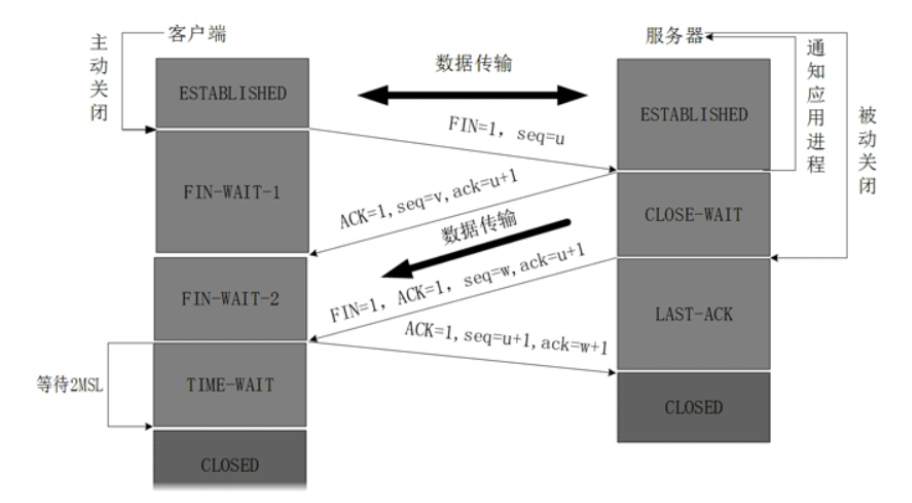 客户端
服务器
主动关闭
数据传输
通知应用进程
被动关闭
ESTABLISHED
ESTABLISHED
FIN=1, seq=u
FIN-WAIT-1
ACK=1,seq=v,ack=u+1
CLOSE-WAIT
数据传输
FIN-WAIT-2
FIN=1, ACK=1, seq=w,ack=u+1
LAST-ACK
ACK=1,seq=u+1,ack=w+1
等待2MSL
TIME-WAIT
CLOSED
CLOSED